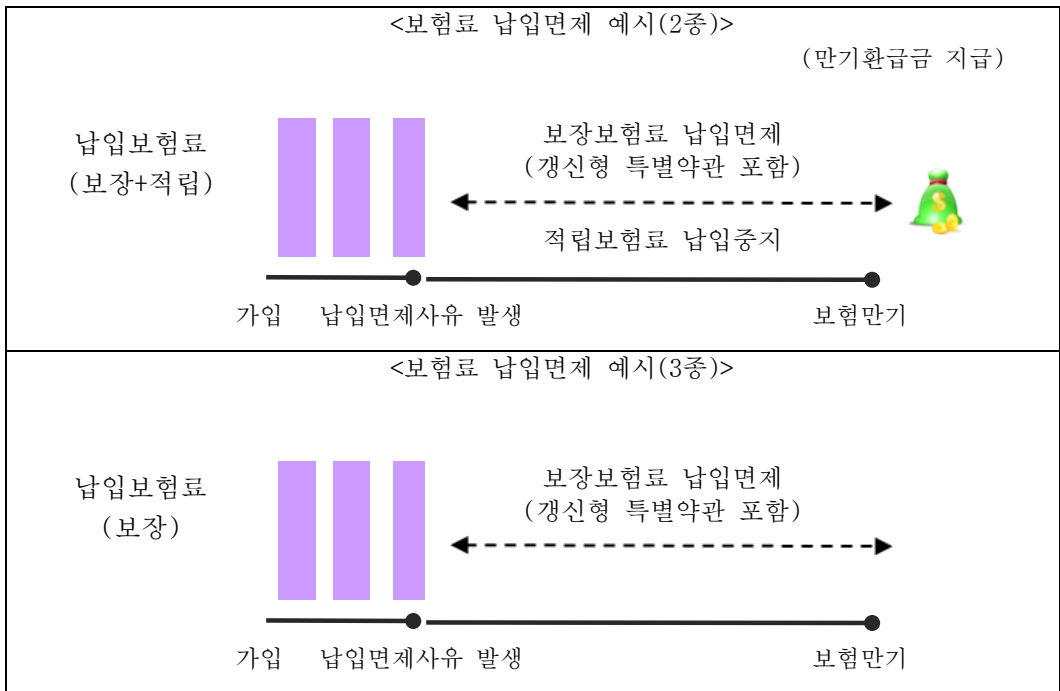 <보험료 납입면제 예시(2종)>
(만기환급금 지급)
납입보험료
(보장+적립)
보장보험료 납입면제
(갱신형 특별약관 포함)
적립보험료 납입중지
가입 납입면제사유 발생 보험만기
<보험료 납입면제 예시(3종)>
납입보험료
(보장)
보장보험료 납입면제
(갱신형 특별약관 포함)
가입 납입면제사유 발생 보험만기